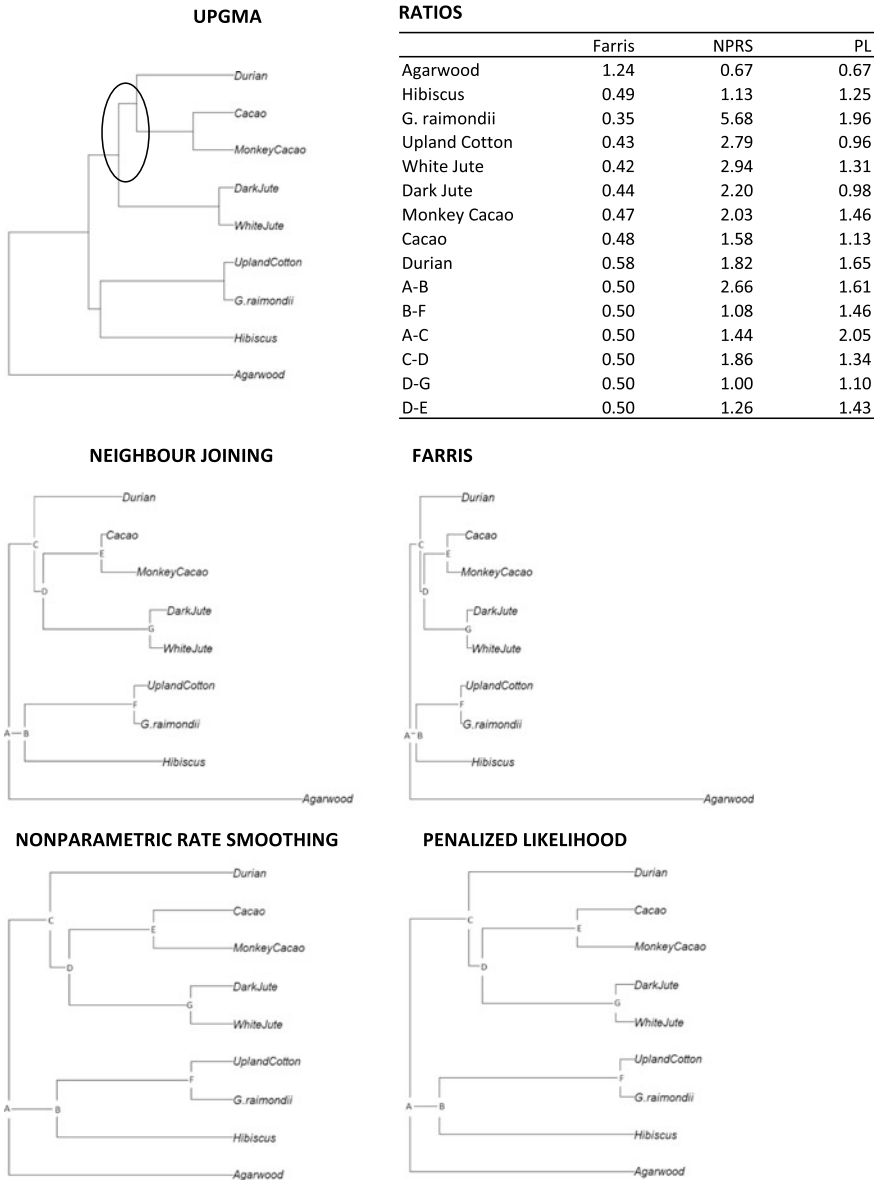 UPGMA
Durian
Cacao
MonkeyCacao
DarkJute
WhiteJute
UplandCotton
G.raimondii
Hibiscus
Agarwood
RATIOS
Farris NPRS PL
Agarwood 1.24 0.67 0.67
Hibiscus 0.49 1.13 1.25
G. raimondii 0.35 5.68 1.96
Upland Cotton 0.43 2.79 0.96
White Jute 0.42 2.94 1.31
Dark Jute 0.44 2.20 0.98
Monkey Cacao 0.47 2.03 1.46
Cacao 0.48 1.58 1.13
Durian 0.58 1.82 1.65
A-B 0.50 2.66 1.61
B-F 0.50 1.08 1.46
A-C 0.50 1.44 2.05
C-D 0.50 1.86 1.34
D-G 0.50 1.00 1.10
D-E 0.50 1.26 1.43
NEIGHBOUR JOINING
Durian
Cacao
C
E
MonkeyCacao
D
DarkJute
G
WhiteJute
UplandCotton
F
G.raimondii
A B
Hibiscus
Agarwood
FARRIS
Durian
Cacao
C
E
MonkeyCacao
D
DarkJute
G
WhiteJute
UplandCotton
F
G.raimondii
A B
Hibiscus
Agarwood
NONPARAMETRIC RATE SMOOTHING
Durian
Cacao
C
E
MonkeyCacao
D
DarkJute
G
WhiteJute
UplandCotton
F
G.raimondii
A B
Hibiscus
Agarwood
PENALIZED LIKELIHOOD
Durian
Cacao
C
E
MonkeyCacao
D
DarkJute
G
WhiteJute
UplandCotton
F
G.raimondii
A B
Hibiscus
Agarwood